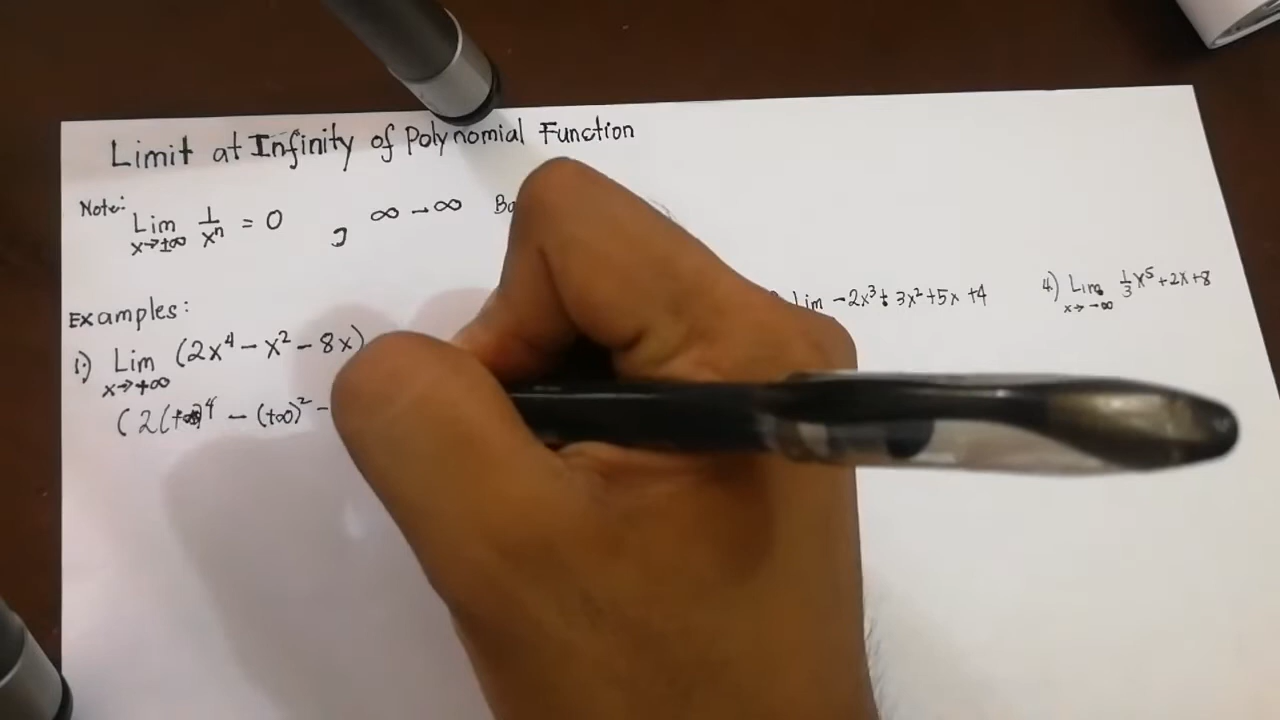 Limit at Infinity of Polynomial Function
Note: Lim x→±∞ 1/xⁿ = 0 , ∞ - ∞
Examples:
1.) Lim x→+∞ (2x⁴ - x² - 8x)
(2(+∞)⁴ - (+∞)² -
Lim -2x³ + 3x² + 5x + 4
4.) Lim x→-∞ 1/3 x⁵ + 2x + 8